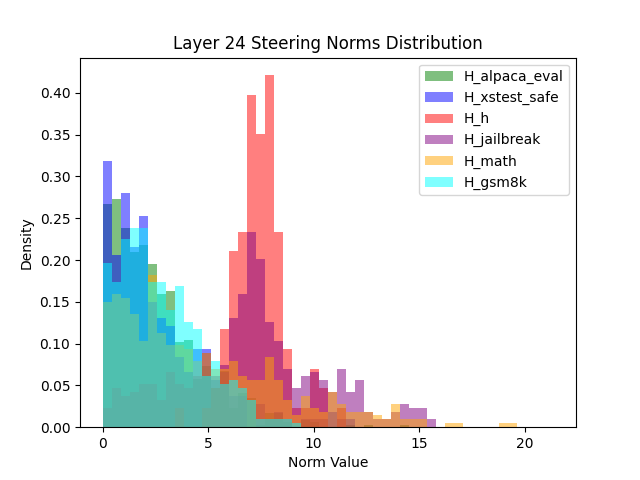 Layer 24 Steering Norms Distribution
H_alpaca_eval
H_xstest_safe
H_h
H_jailbreak
H_math
H_gsm8k
Density
0.40
0.35
0.30
0.25
0.20
0.15
0.10
0.05
0.00
0 5 10 15 20
Norm Value